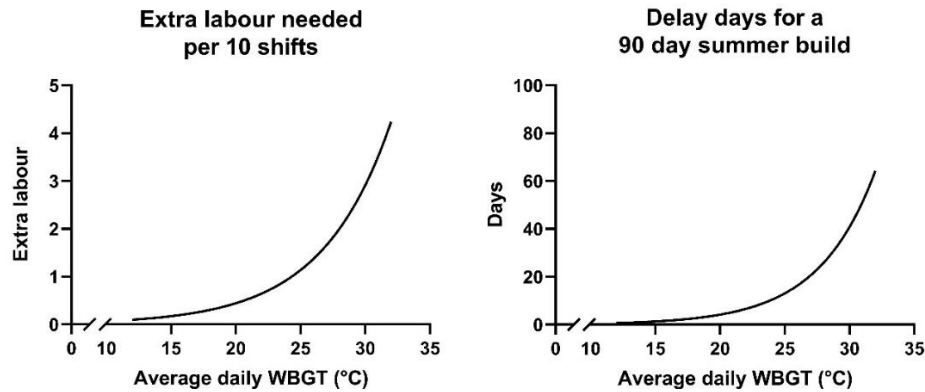 Extra labour needed
per 10 shifts
5
4
3
2
1
0
Extra labour
0 10 15 20 25 30 35
Average daily WBGT (°C)
Delay days for a
90 day summer build
100
80
60
40
20
0
Days
0 10 15 20 25 30 35
Average daily WBGT (°C)